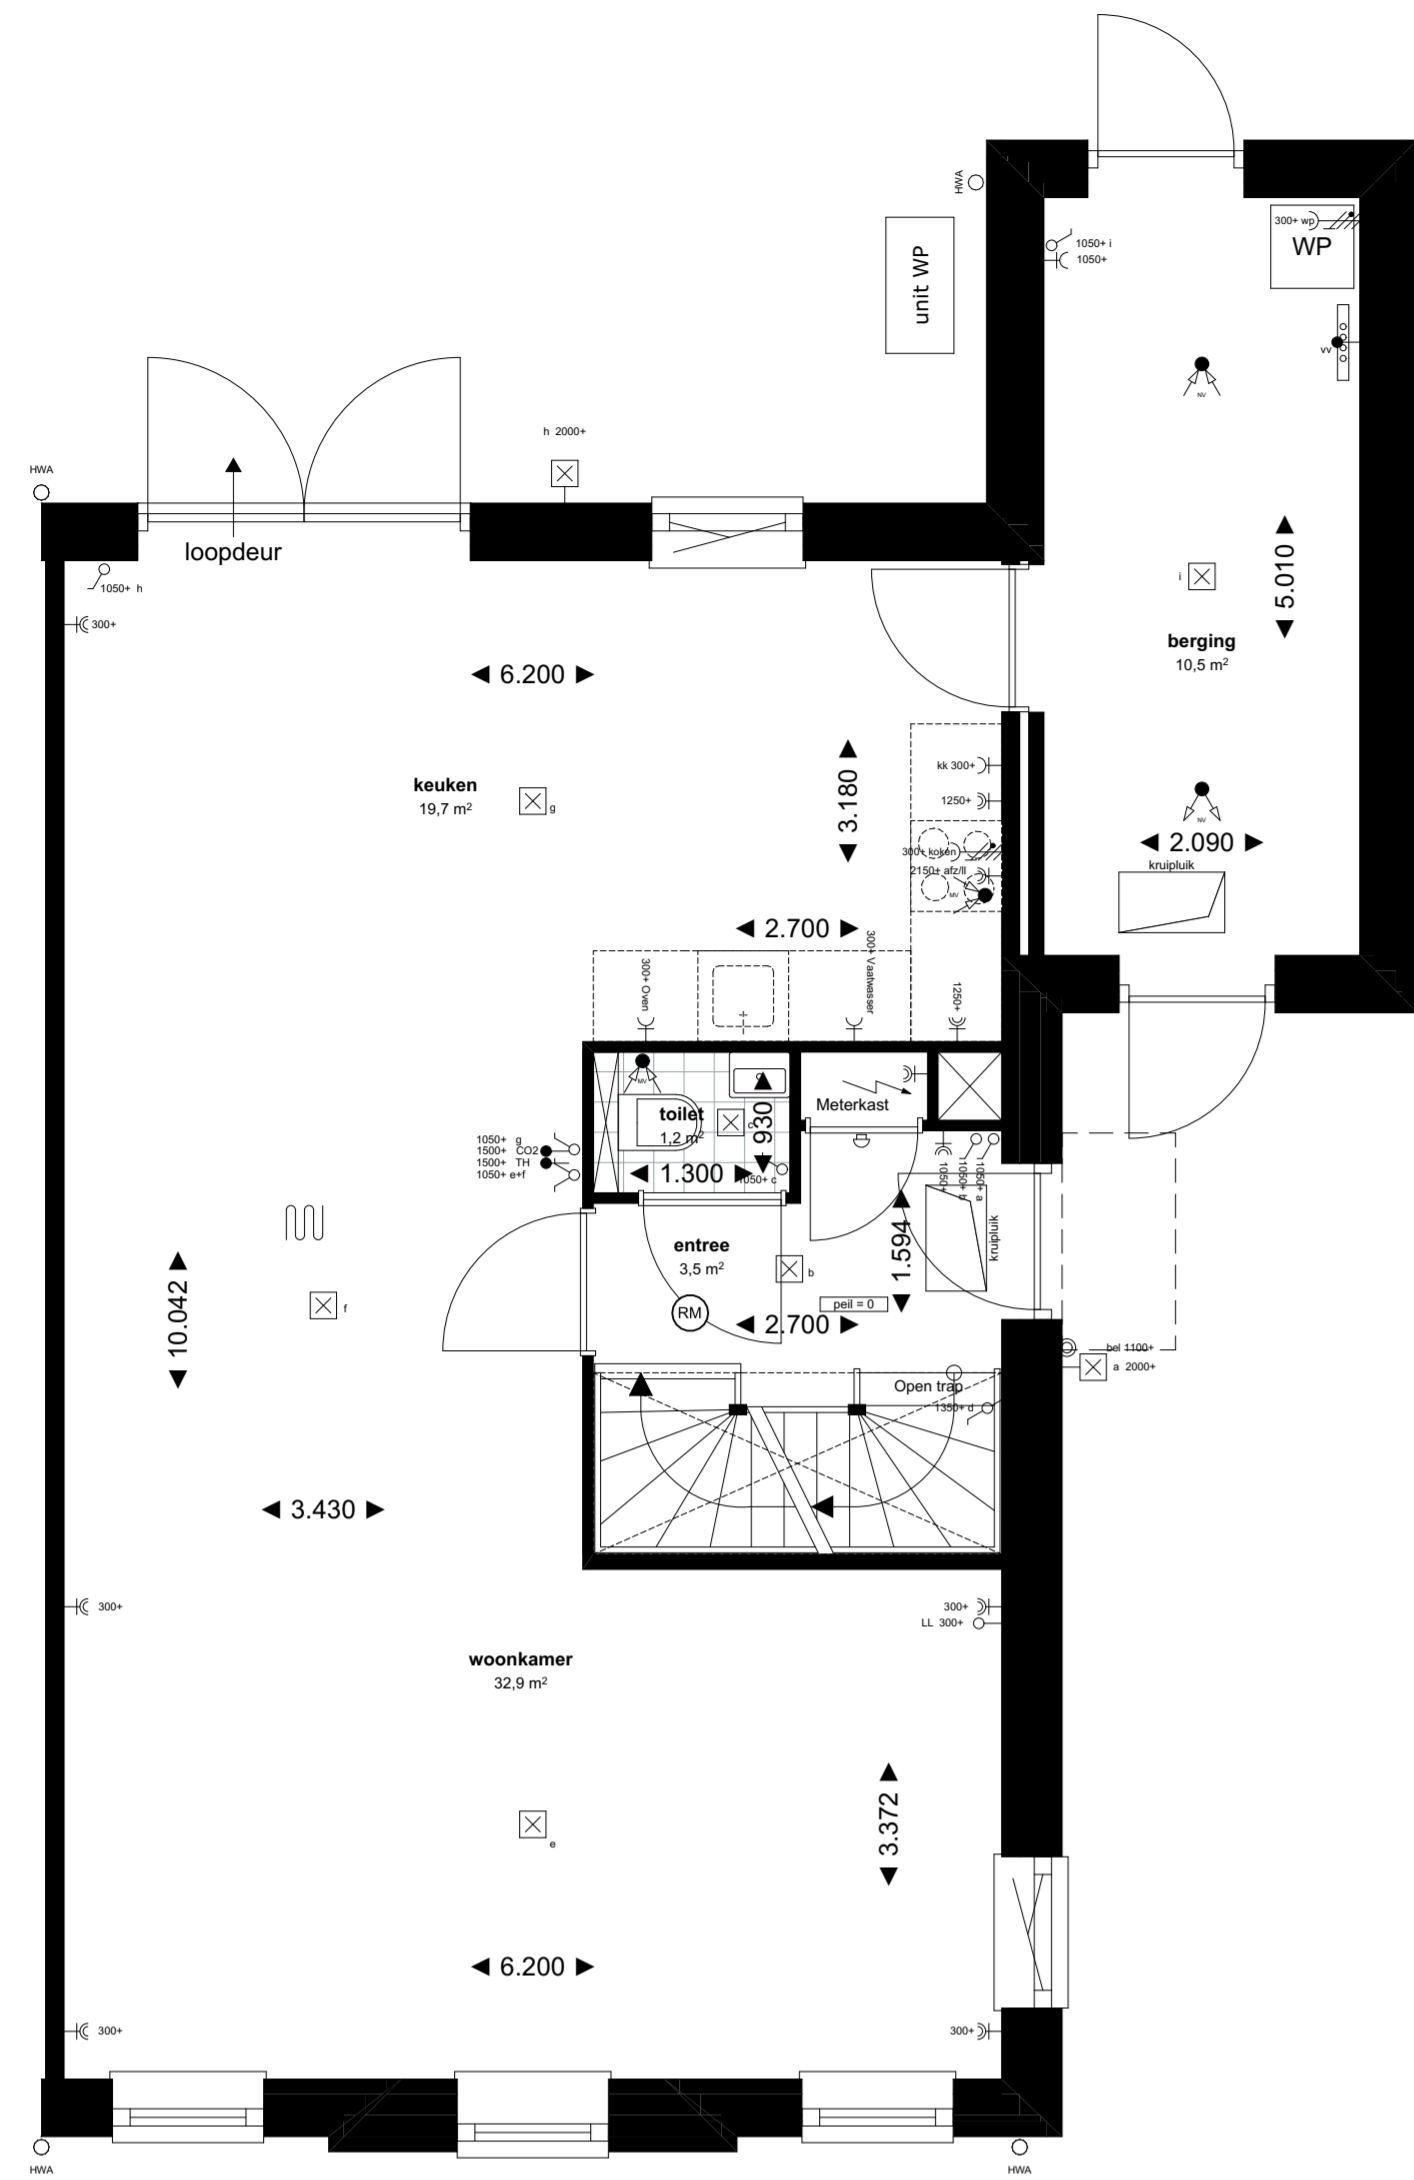 HWA
300+ wp
WP
1050+ i
1050+
unit WP
vv
NV
h 2000+
HWA
loopdeur
1050+ h
300+
i
5.010
berging
10,5 m²
6.200
keuken
19,7 m²
g
3.180
kk 300+
1250+
300+ koken
2150+ afz/ll
MV
NV
2.090
kruipluik
2.700
300+ Oven
300+ Vaatwasser
1250+
MV
toilet
1,2 m²
c
930
1.300
1050+ c
Meterkast
1050+ g
1500+ CO2
1500+ TH
1050+ e+f
1050+
1050+ b
1050+ a
kruipluik
1.594
entree
3,5 m²
b
RM
peil = 0
2.700
10.042
f
bel 1100+
a 2000+
Open trap
1350+ d
3.430
300+
300+
LL 300+
woonkamer
32,9 m²
3.372
e
6.200
300+
300+
HWA
HWA